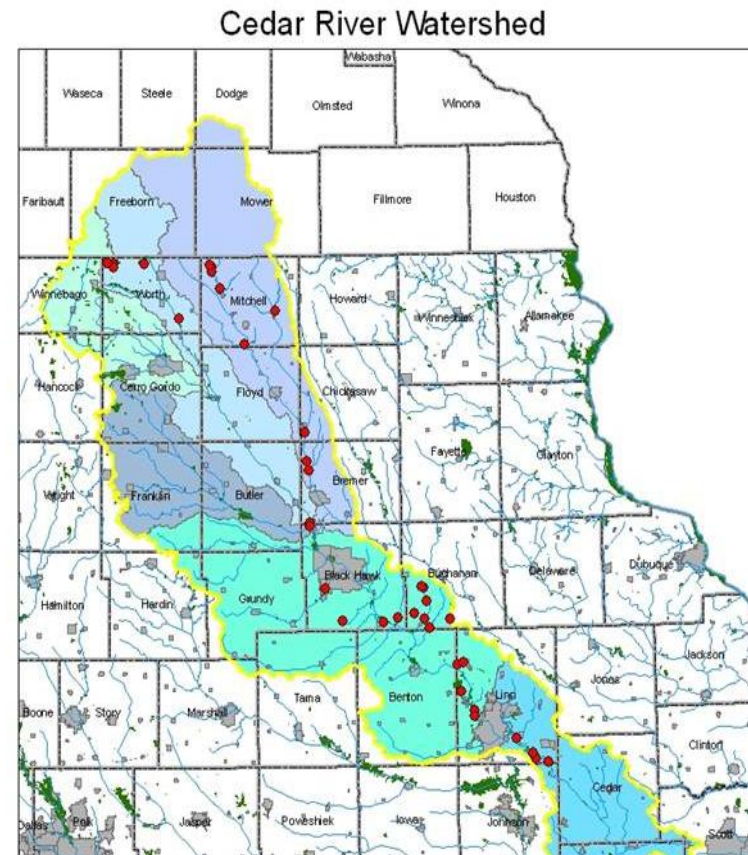 Cedar River Watershed
Wabasha
Waseca
Steele
Dodge
Olmsted
Winona
Faribault
Freeborn
Mower
Fillmore
Houston
Winnebago
Worth
Mitchell
Howard
Winneshiek
Allamakee
Hancock
Cerro Gordo
Floyd
Chickasaw
Fayette
Clayton
Wright
Franklin
Butler
Bremer
Hamilton
Hardin
Grundy
Black Hawk
Buchanan
Delaware
Dubuque
Boone
Story
Marshall
Tama
Benton
Linn
Jones
Jackson
Clinton
Dallas
Polk
Jasper
Poweshiek
Iowa
Johnson
Cedar
Scott